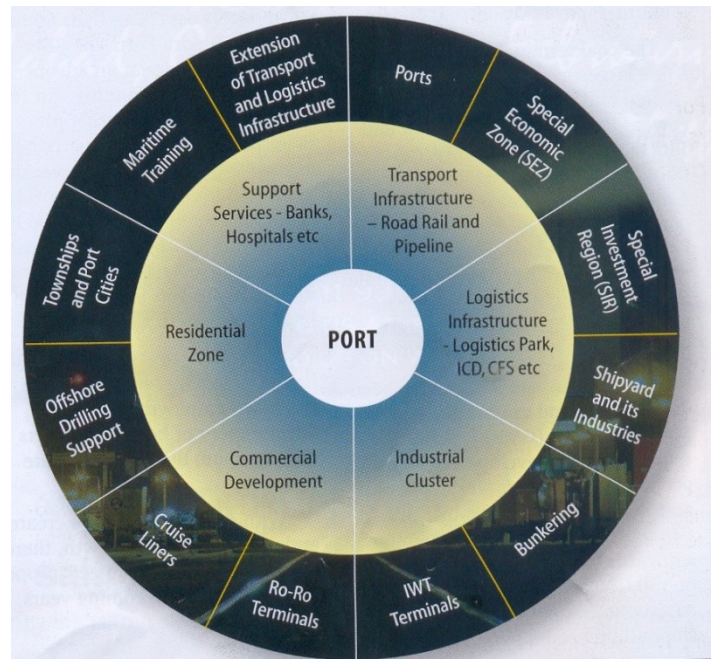 PORT
Support
Services - Banks,
Hospitals etc
Transport
Infrastructure
– Road Rail and
Pipeline
Logistics
Infrastructure
- Logistics Park,
ICD, CFS etc
Industrial
Cluster
Commercial
Development
Residential
Zone
Extension
of Transport
and Logistics
Infrastructure
Ports
Special
Economic
Zone (SEZ)
Special
Investment
Region (SIR)
Shipyard
and its
Industries
Bunkering
IWT
Terminals
Ro-Ro
Terminals
Cruise
Liners
Offshore
Drilling
Support
Townships
and Port
Cities
Maritime
Training